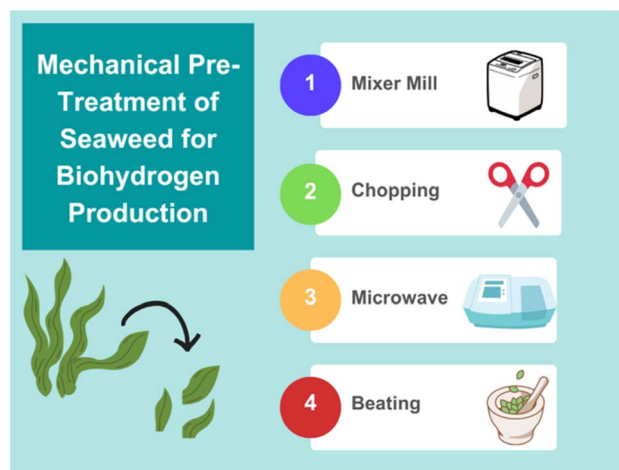 Mechanical Pre-
Treatment of
Seaweed for
Biohydrogen
Production
1
Mixer Mill
2
Chopping
3
Microwave
4
Beating